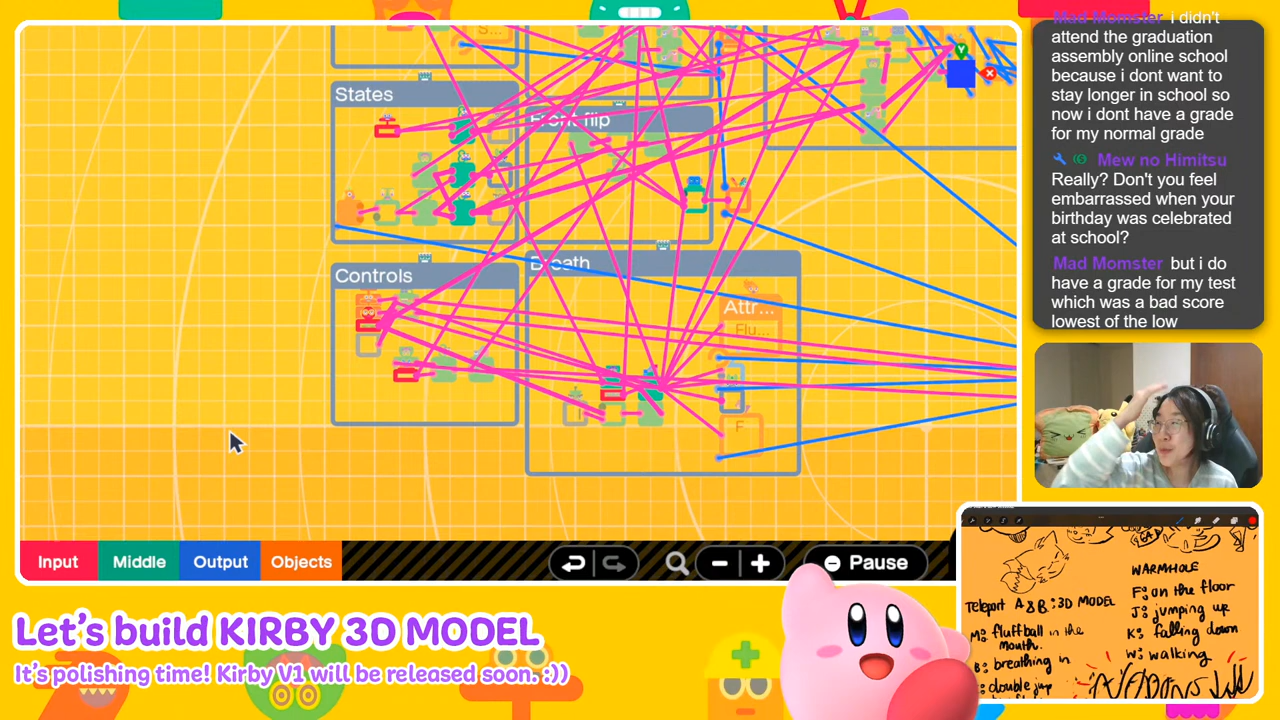 Mad Momster i didn't
attend the graduation
assembly online school
because i dont want to
stay longer in school so
now i dont have a grade
for my normal grade
Mew no Himitsu
Really? Don't you feel
embarrassed when your
birthday was celebrated
at school?
Mad Momster but i do
have a grade for my test
which was a bad score
lowest of the low
S...
States
Front flip
Controls
Breath
Attr...
Flu...
F
Y
Input
Middle
Output
Objects
Pause
Let's build KIRBY 3D MODEL
It's polishing time! Kirby V1 will be released soon. :))
Teleport A&B: 3D MODEL
M: fluffball in the
mouth.
B: breathing in
: double jump
WARMHOLE
F: on the floor
J: jumping up
K: falling down
W: walking